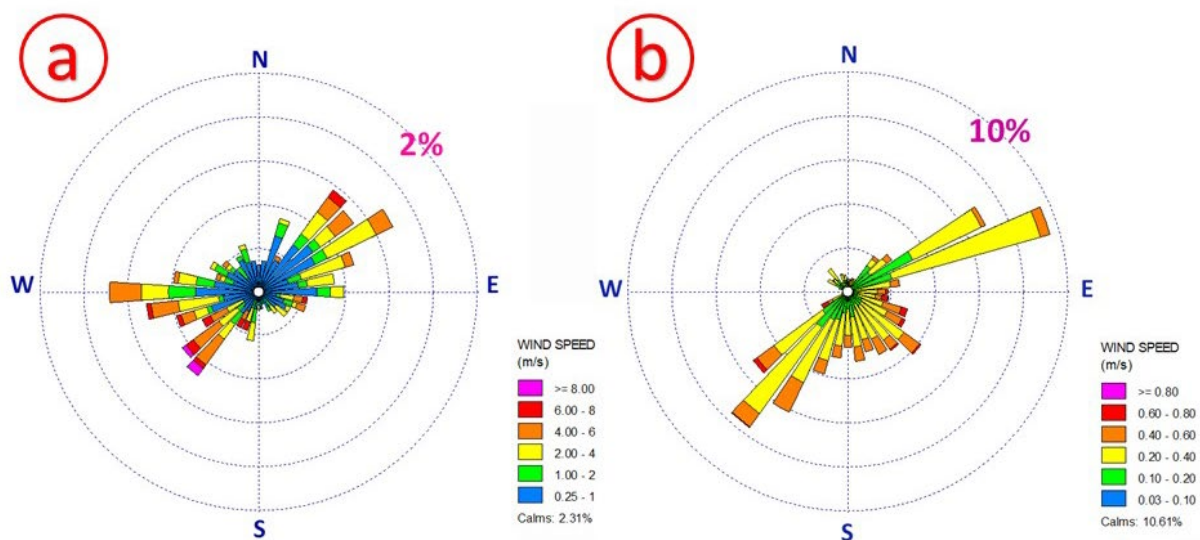 a
N
2%
W
E
S
WIND SPEED
(m/s)
>= 8.00
6.00 - 8
4.00 - 6
2.00 - 4
1.00 - 2
0.25 - 1
Calms: 2.31%
b
N
10%
W
E
S
WIND SPEED
(m/s)
>= 0.80
0.60 - 0.80
0.40 - 0.60
0.20 - 0.40
0.10 - 0.20
0.03 - 0.10
Calms: 10.61%